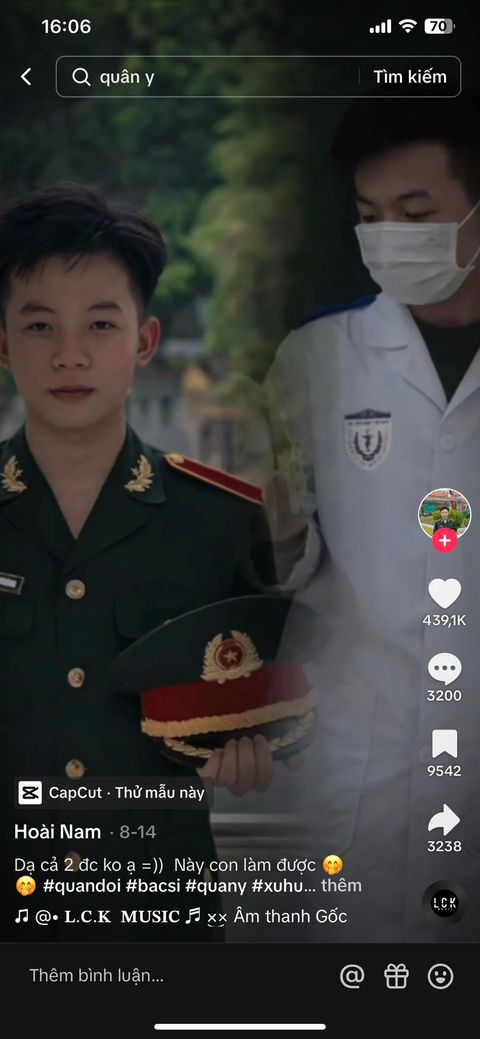 16:06
70
quân y
Tìm kiếm
439,1K
3200
9542
3238
CapCut · Thử mẫu này
Hoài Nam · 8-14
Dạ cả 2 đc ko ạ =)) Này con làm được 🤭
🤭 #quandoi #bacsi #quany #xuhu... thêm
♫ @• 𝐋.𝐂.𝐊 𝐌𝐔𝐒𝐈𝐂 ♬ ×͜× Âm thanh Gốc
L.C.K
Thêm bình luận...